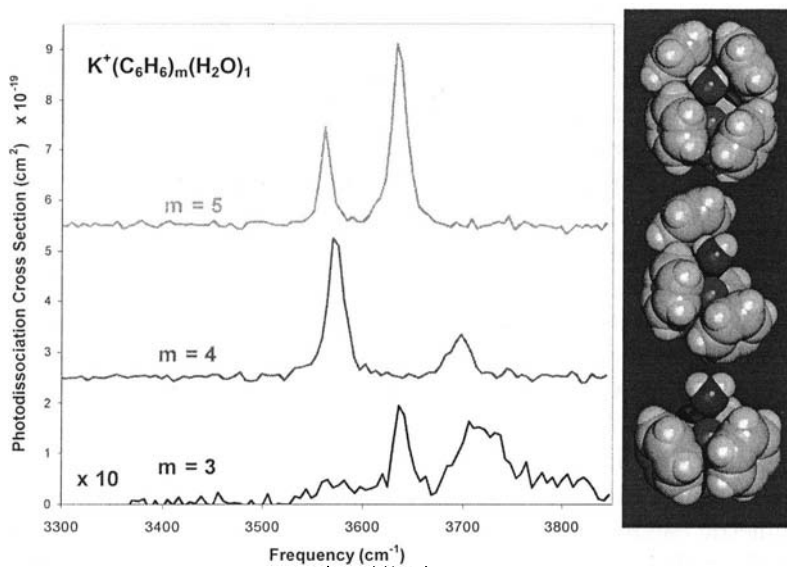 K⁺(C₆H₆)ₘ(H₂O)₁
Photodissociation Cross Section (cm²) x 10⁻¹⁹
9
8
7
6
5
4
3
2
1
0
m = 5
m = 4
x 10 m = 3
3300 3400 3500 3600 3700 3800
Frequency (cm⁻¹)